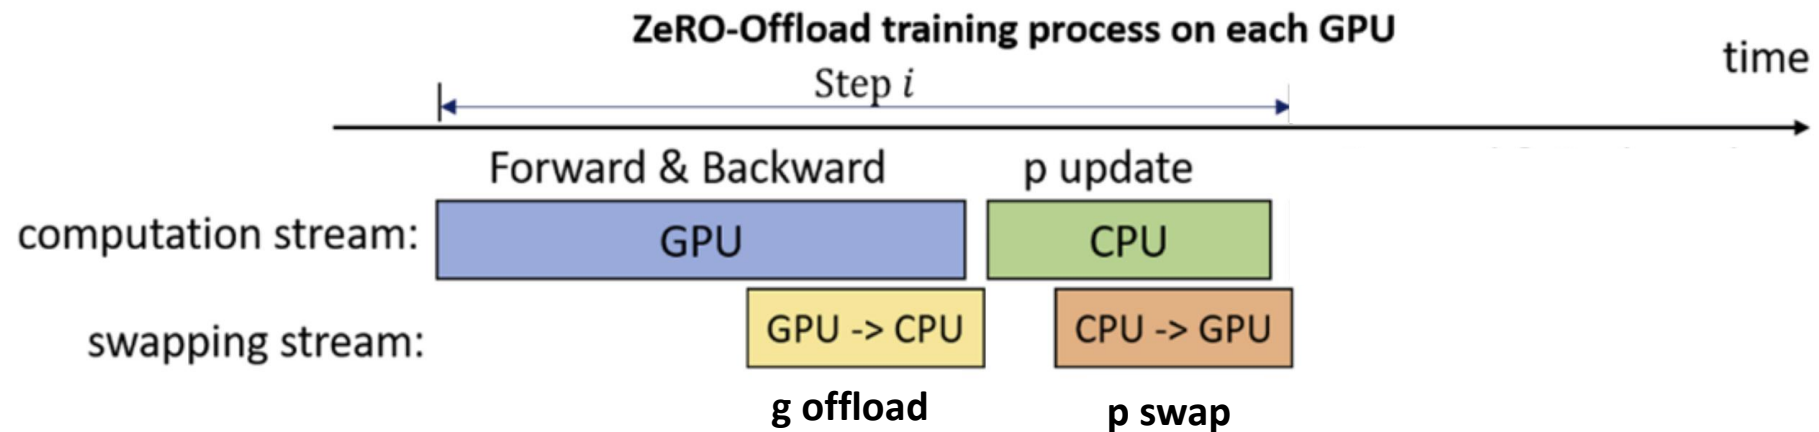 ZeRO-Offload training process on each GPU
time
Step i
Forward & Backward
p update
computation stream:
GPU
CPU
swapping stream:
GPU -> CPU
CPU -> GPU
g offload
p swap